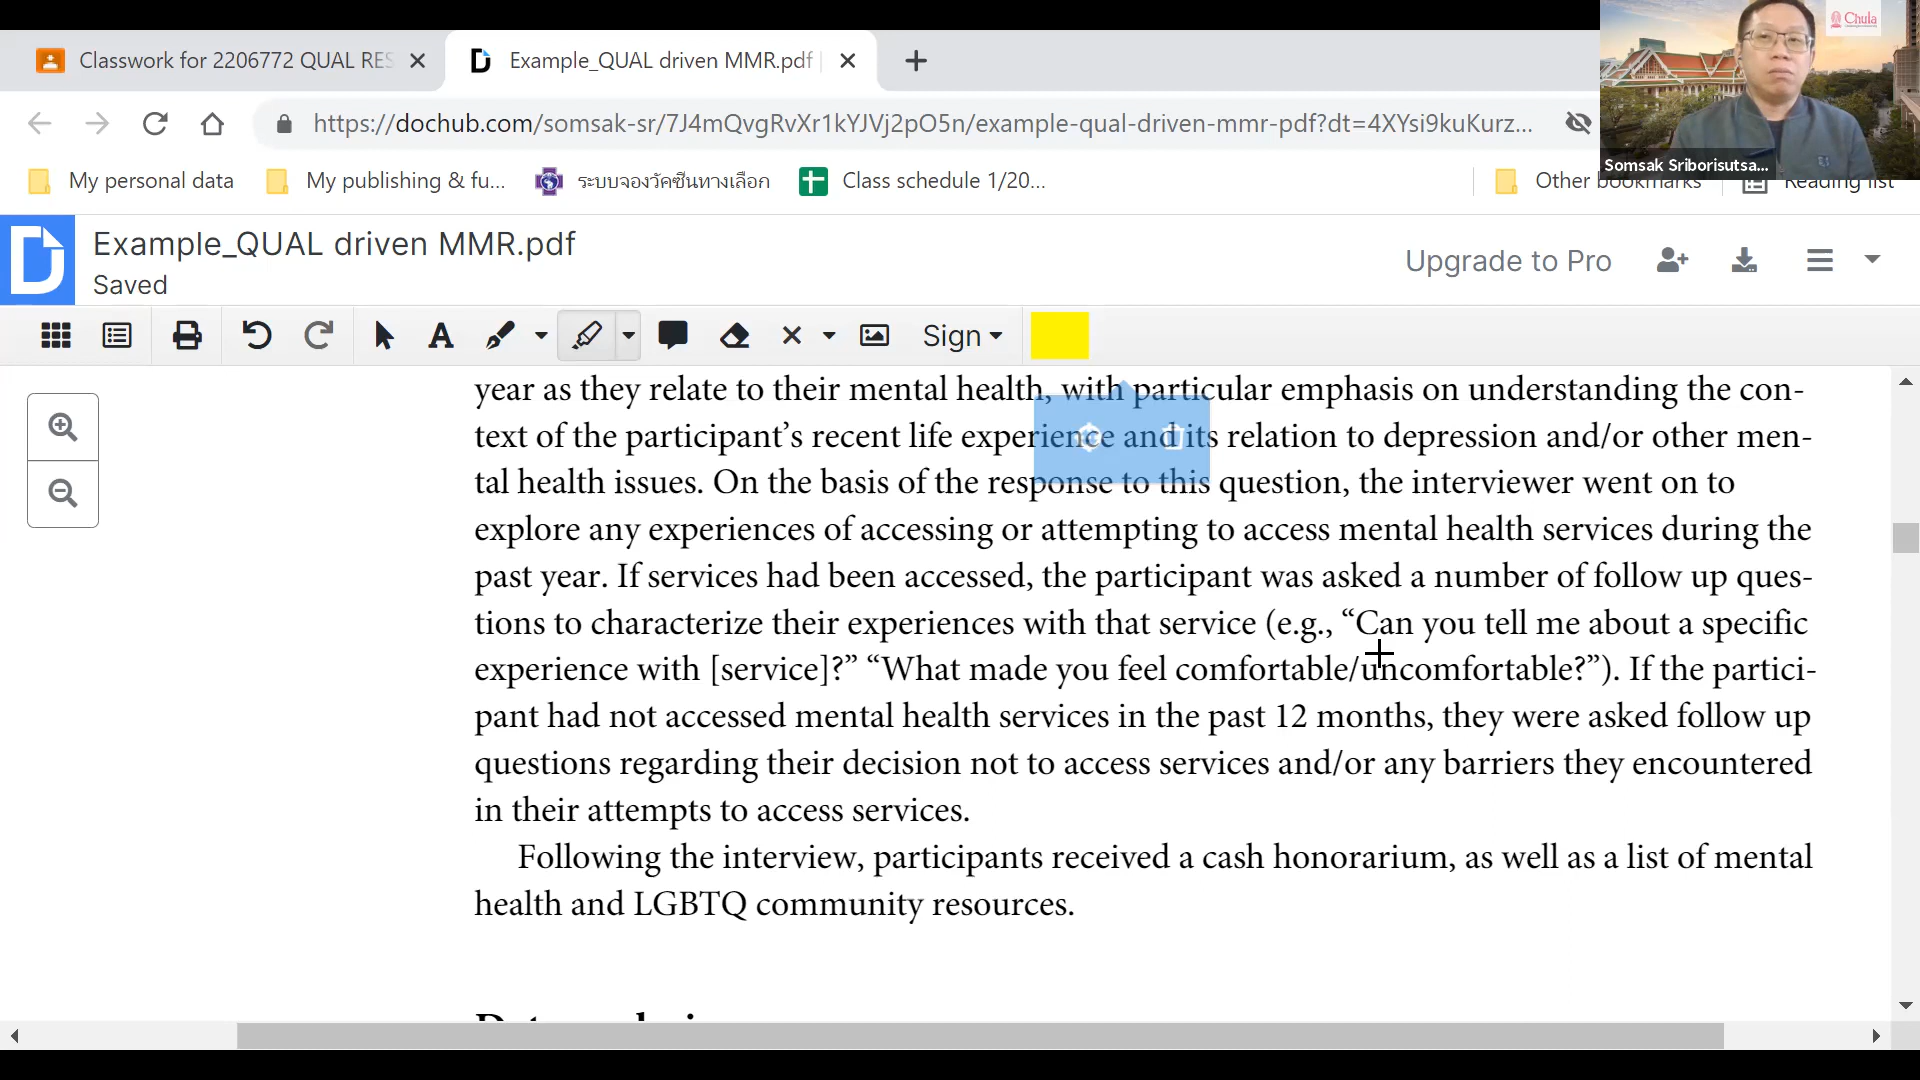 Classwork for 2206772 QUAL RES
Example_QUAL driven MMR.pdf
https://dochub.com/somsak-sr/7J4mQvgRvXr1kYJVj2pO5n/example-qual-driven-mmr-pdf?dt=4XYsi9kuKurz...
Chula
Somsak Sriborisutsa...
My personal data
My publishing & fu...
ระบบจองวัคซีนทางเลือก
Class schedule 1/20...
Other bookmarks
Reading list
Example_QUAL driven MMR.pdf
Saved
Upgrade to Pro
Sign
year as they relate to their mental health, with particular emphasis on understanding the con-
text of the participant’s recent life experience and its relation to depression and/or other men-
tal health issues. On the basis of the response to this question, the interviewer went on to
explore any experiences of accessing or attempting to access mental health services during the
past year. If services had been accessed, the participant was asked a number of follow up ques-
tions to characterize their experiences with that service (e.g., “Can you tell me about a specific
experience with [service]?” “What made you feel comfortable/uncomfortable?”). If the partici-
pant had not accessed mental health services in the past 12 months, they were asked follow up
questions regarding their decision not to access services and/or any barriers they encountered
in their attempts to access services.
Following the interview, participants received a cash honorarium, as well as a list of mental
health and LGBTQ community resources.